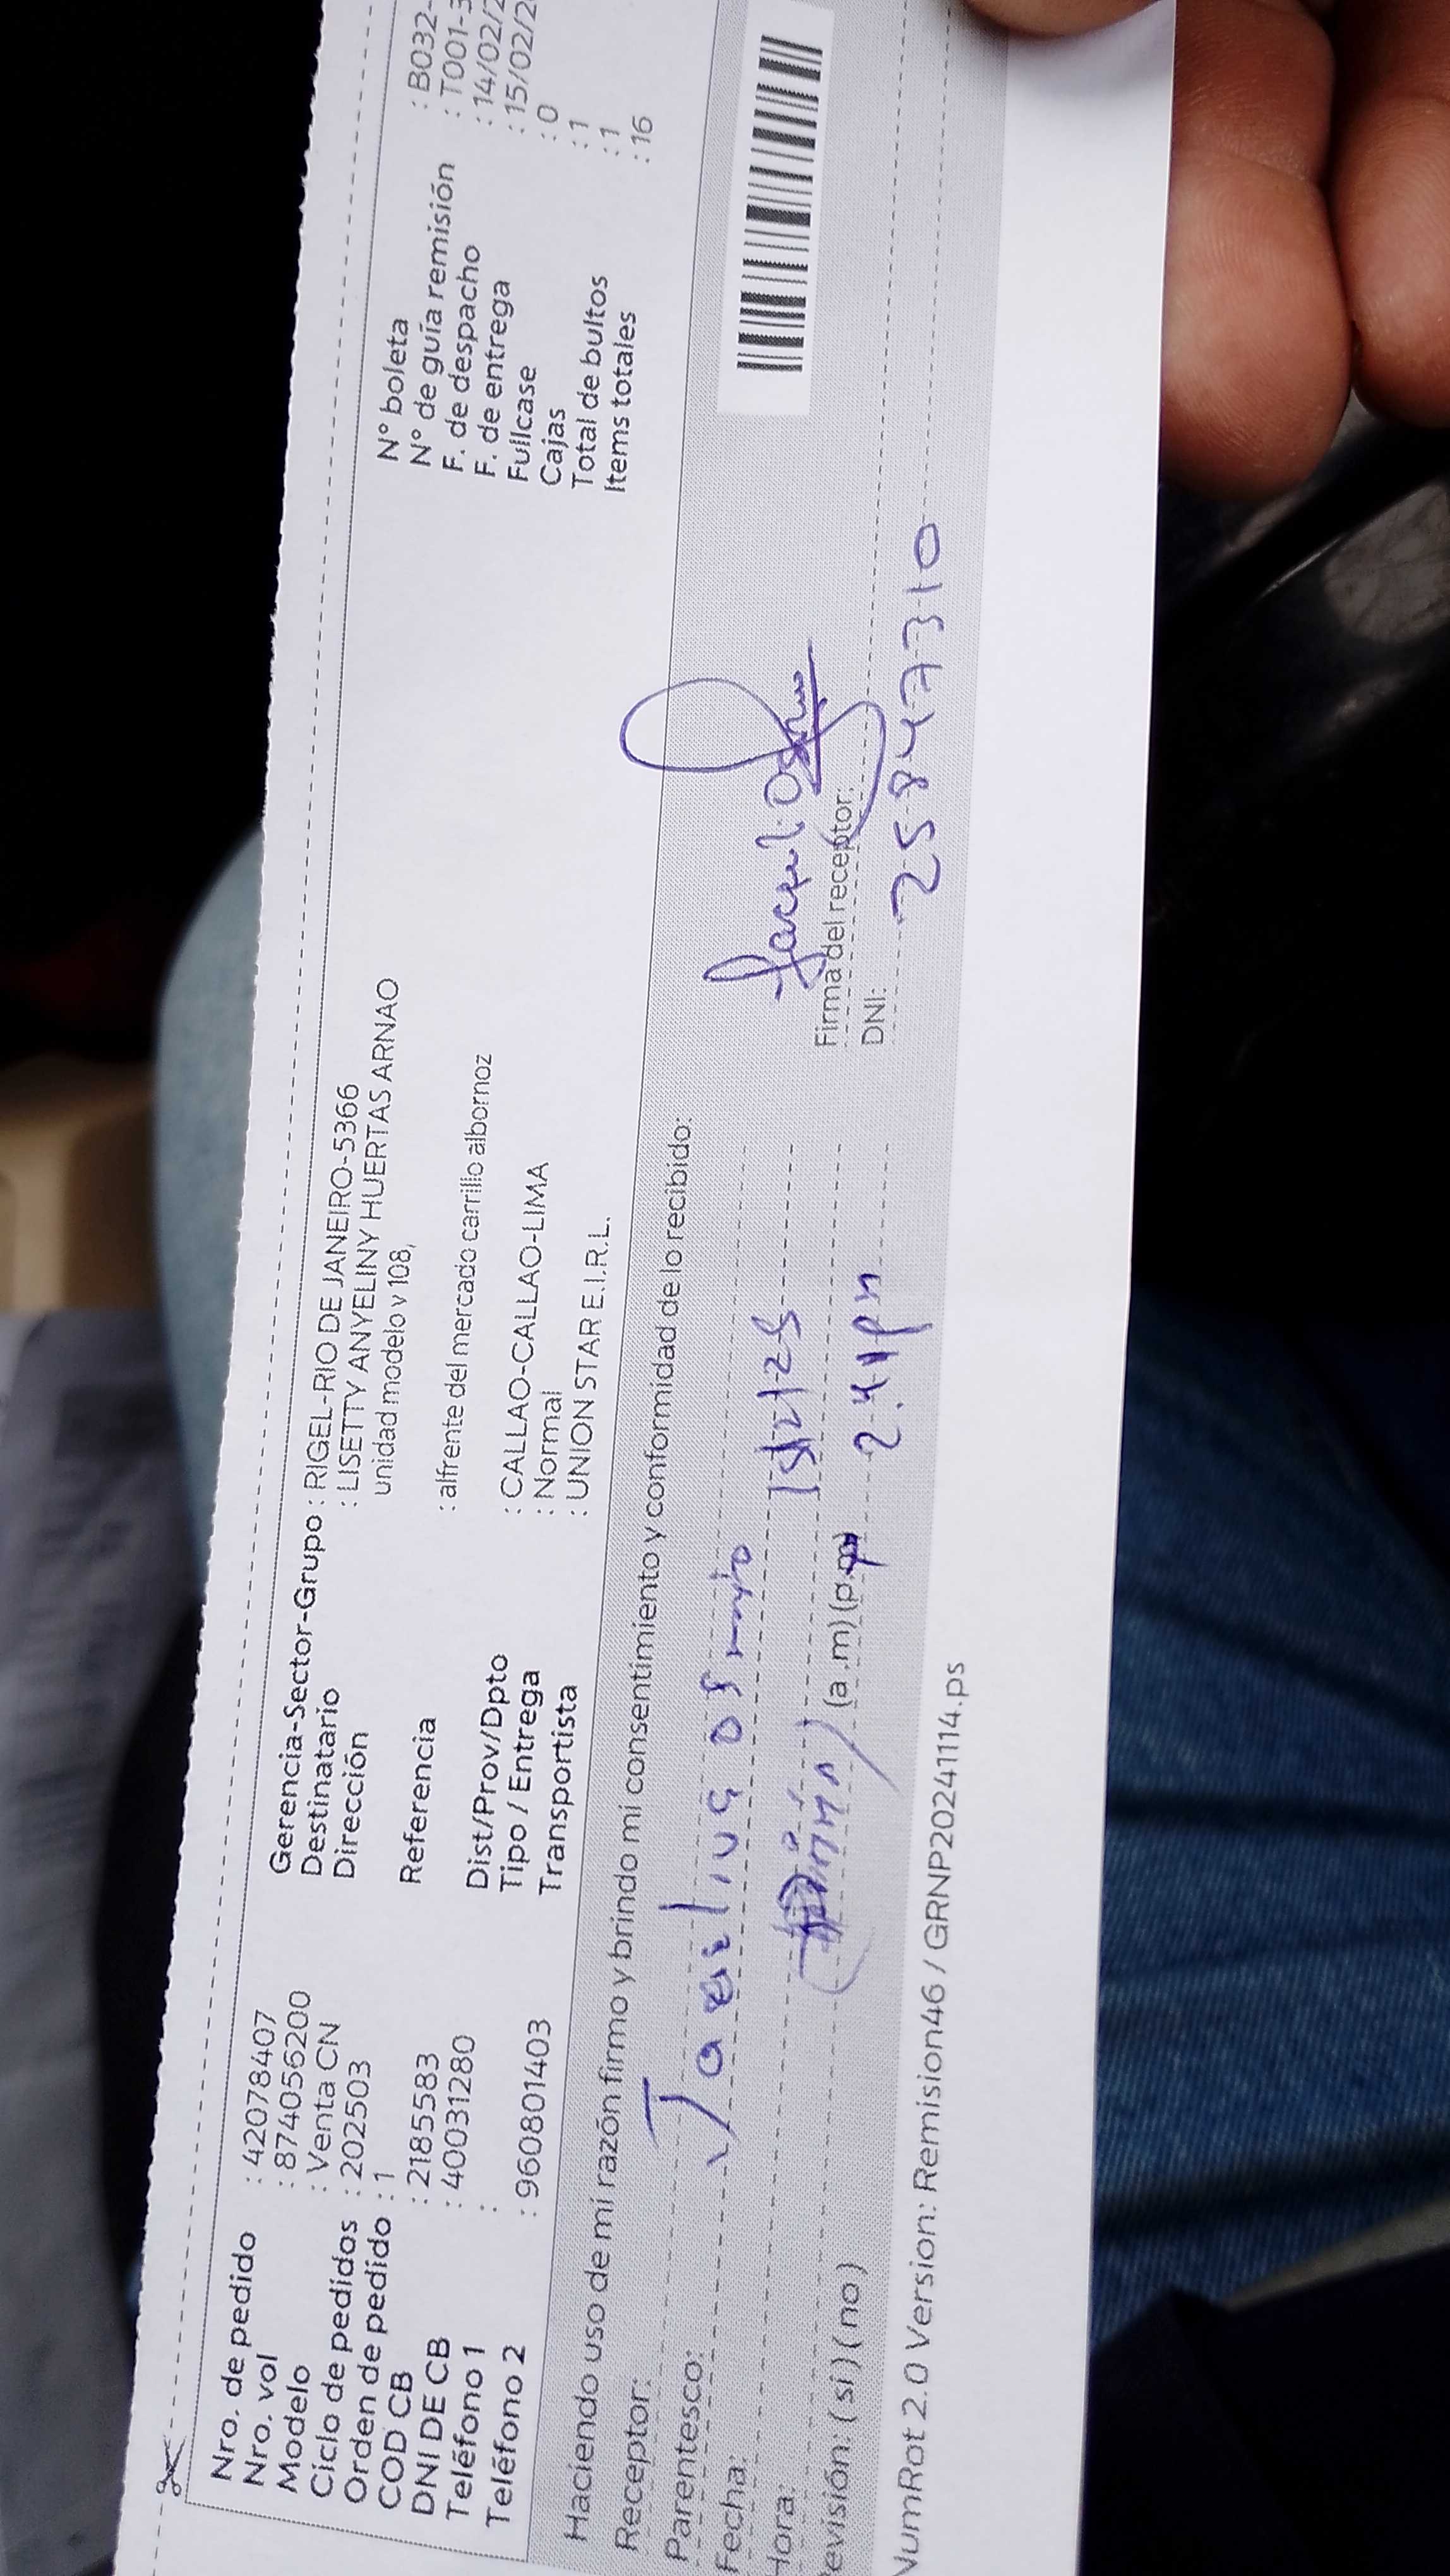 Nro. de pedido : 42078407
Nro. vol : 874056200
Modelo : Venta CN
Ciclo de pedidos : 202503
Orden de pedido : 1
COD CB : 2185583
DNI DE CB : 40031280
Teléfono 1 :
Teléfono 2 : 960801403
Gerencia-Sector-Grupo : RIGEL-RIO DE JANEIRO-5366
Destinatario : LISETTY ANYELINY HUERTAS ARNAO
Dirección unidad modelo v 108,
Referencia : alfrente del mercado carrillo albornoz
Dist/Prov/Dpto : CALLAO-CALLAO-LIMA
Tipo / Entrega : Normal
Transportista : UNION STAR E.I.R.L.
N° boleta : B032-
N° de guía remisión : T001-3
F. de despacho : 14/02/2
F. de entrega : 15/02/2
Fullcase : 0
Cajas : 1
Total de bultos : 1
Items totales : 16
Haciendo uso de mi razón firmo y brindo mi consentimiento y conformidad de lo recibido:
Receptor:
Parentesco:
Fecha: 15/2/25
Hora: (a.m) (p.m) 2.41pm
evisión: (si) (no)
Firma del receptor:
DNI: 25847310
NumRot 2.0 Version: Remision46 / GRNP20241114.ps